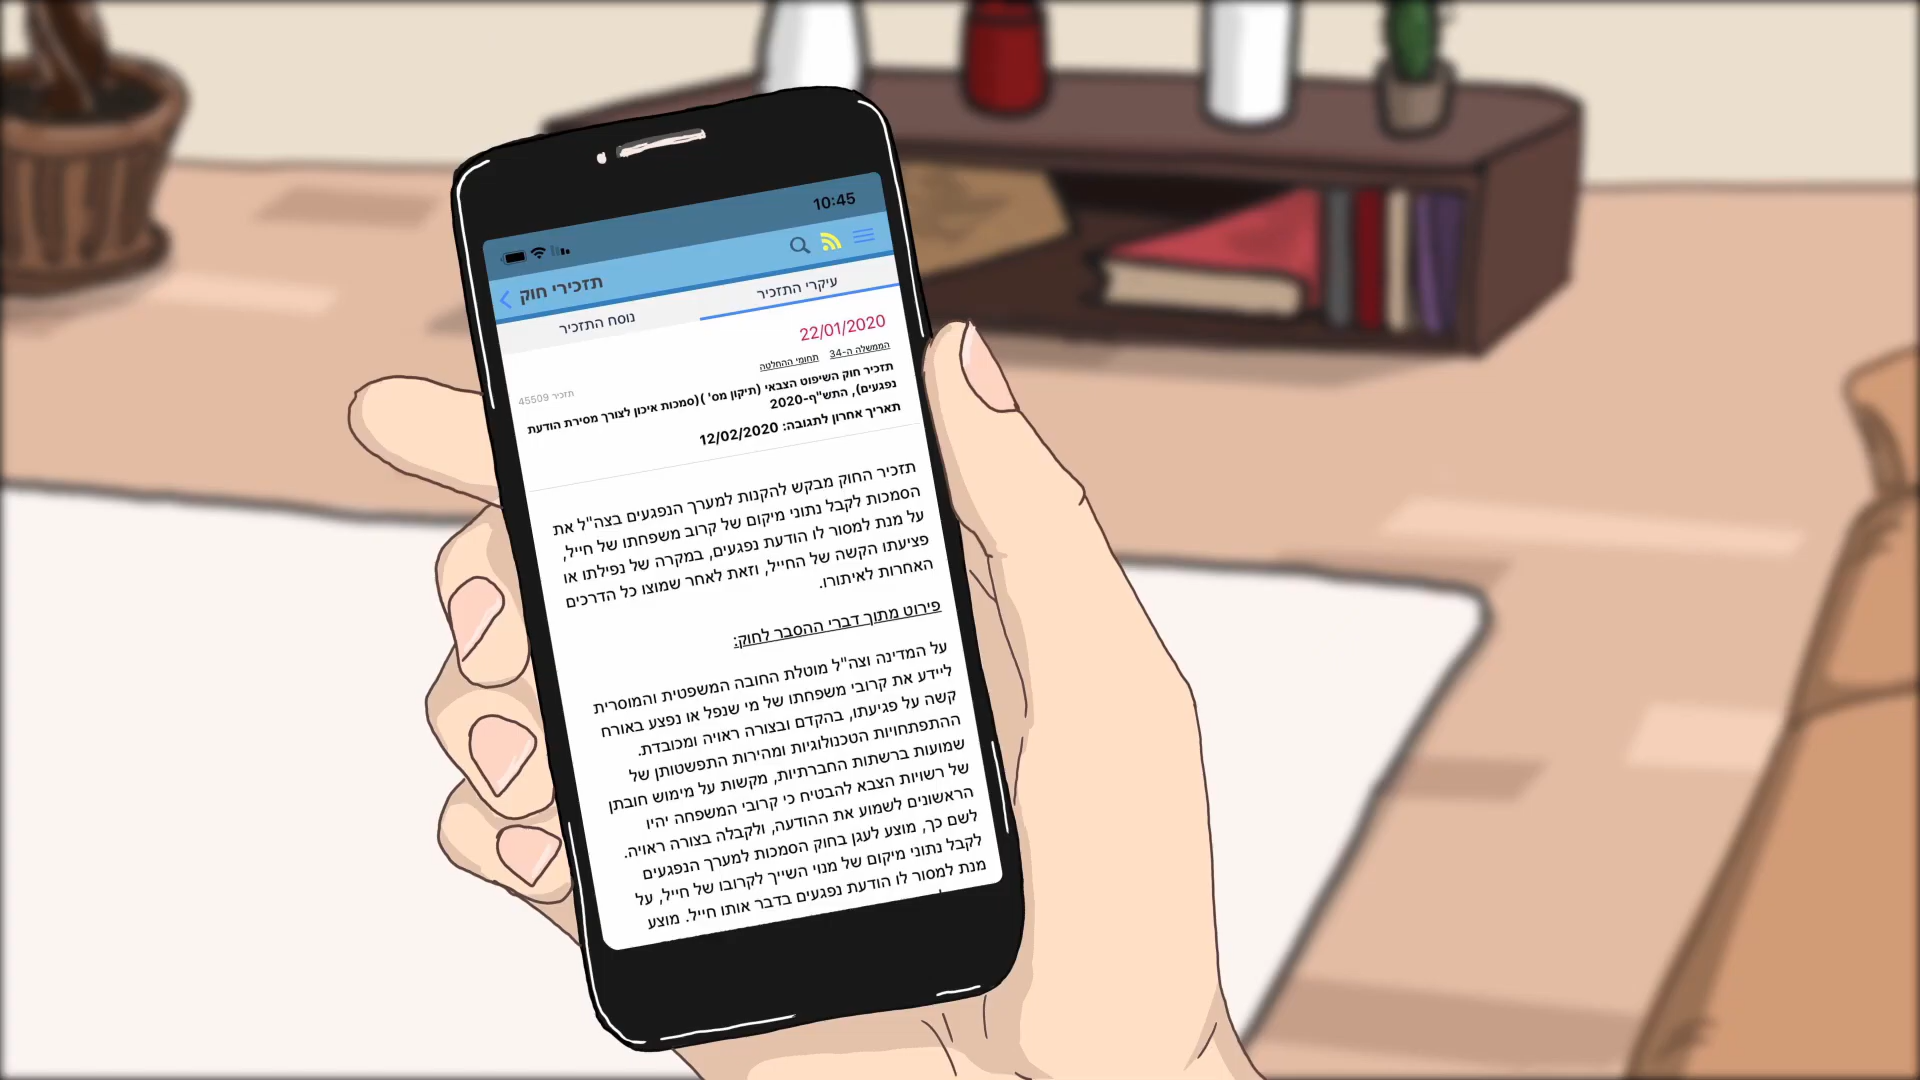 10:45
תזכירי חוק
עיקרי התזכיר
נוסח התזכיר
22/01/2020
הממשלה ה-34 תחומי ההחלטה
תזכיר 45509
תזכיר חוק השיפוט הצבאי (תיקון מס' )(סמכות איכון לצורך מסירת הודעת
נפגעים), התש"ף-2020
תאריך אחרון לתגובה: 12/02/2020
תזכיר החוק מבקש להקנות למערך הנפגעים בצה"ל את
הסמכות לקבל נתוני מיקום של קרוב משפחתו של חייל,
על מנת למסור לו הודעת נפגעים, במקרה של נפילתו או
פציעתו הקשה של החייל, וזאת לאחר שמוצו כל הדרכים
האחרות לאיתורו.
פירוט מתוך דברי ההסבר לחוק:
על המדינה וצה"ל מוטלת החובה המשפטית והמוסרית
ליידע את קרובי משפחתו של מי שנפל או נפצע באורח
קשה על פגיעתו, בהקדם ובצורה ראויה ומכובדת.
ההתפתחויות הטכנולוגיות ומהירות התפשטותן של
שמועות ברשתות החברתיות, מקשות על מימוש חובתן
של רשויות הצבא להבטיח כי קרובי המשפחה יהיו
הראשונים לשמוע את ההודעה, ולקבלה בצורה ראויה.
לשם כך, מוצע לעגן בחוק הסמכות למערך הנפגעים
לקבל נתוני מיקום של מנוי השייך לקרובו של חייל, על
מנת למסור לו הודעת נפגעים בדבר אותו חייל. מוצע